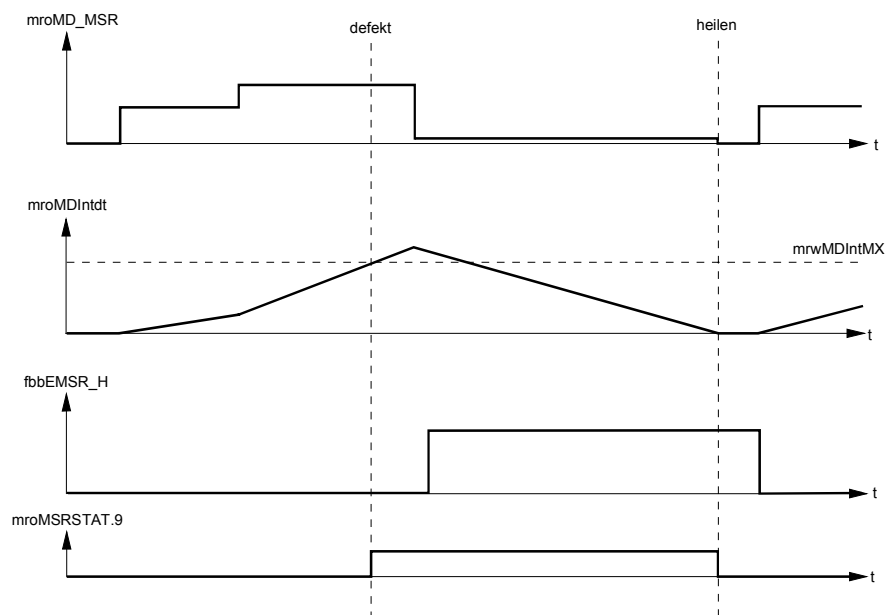 mroMD_MSR
defekt
heilen
t
mroMDIntdt
mrwMDIntMX
t
fbbEMSR_H
t
mroMSRSTAT.9
t